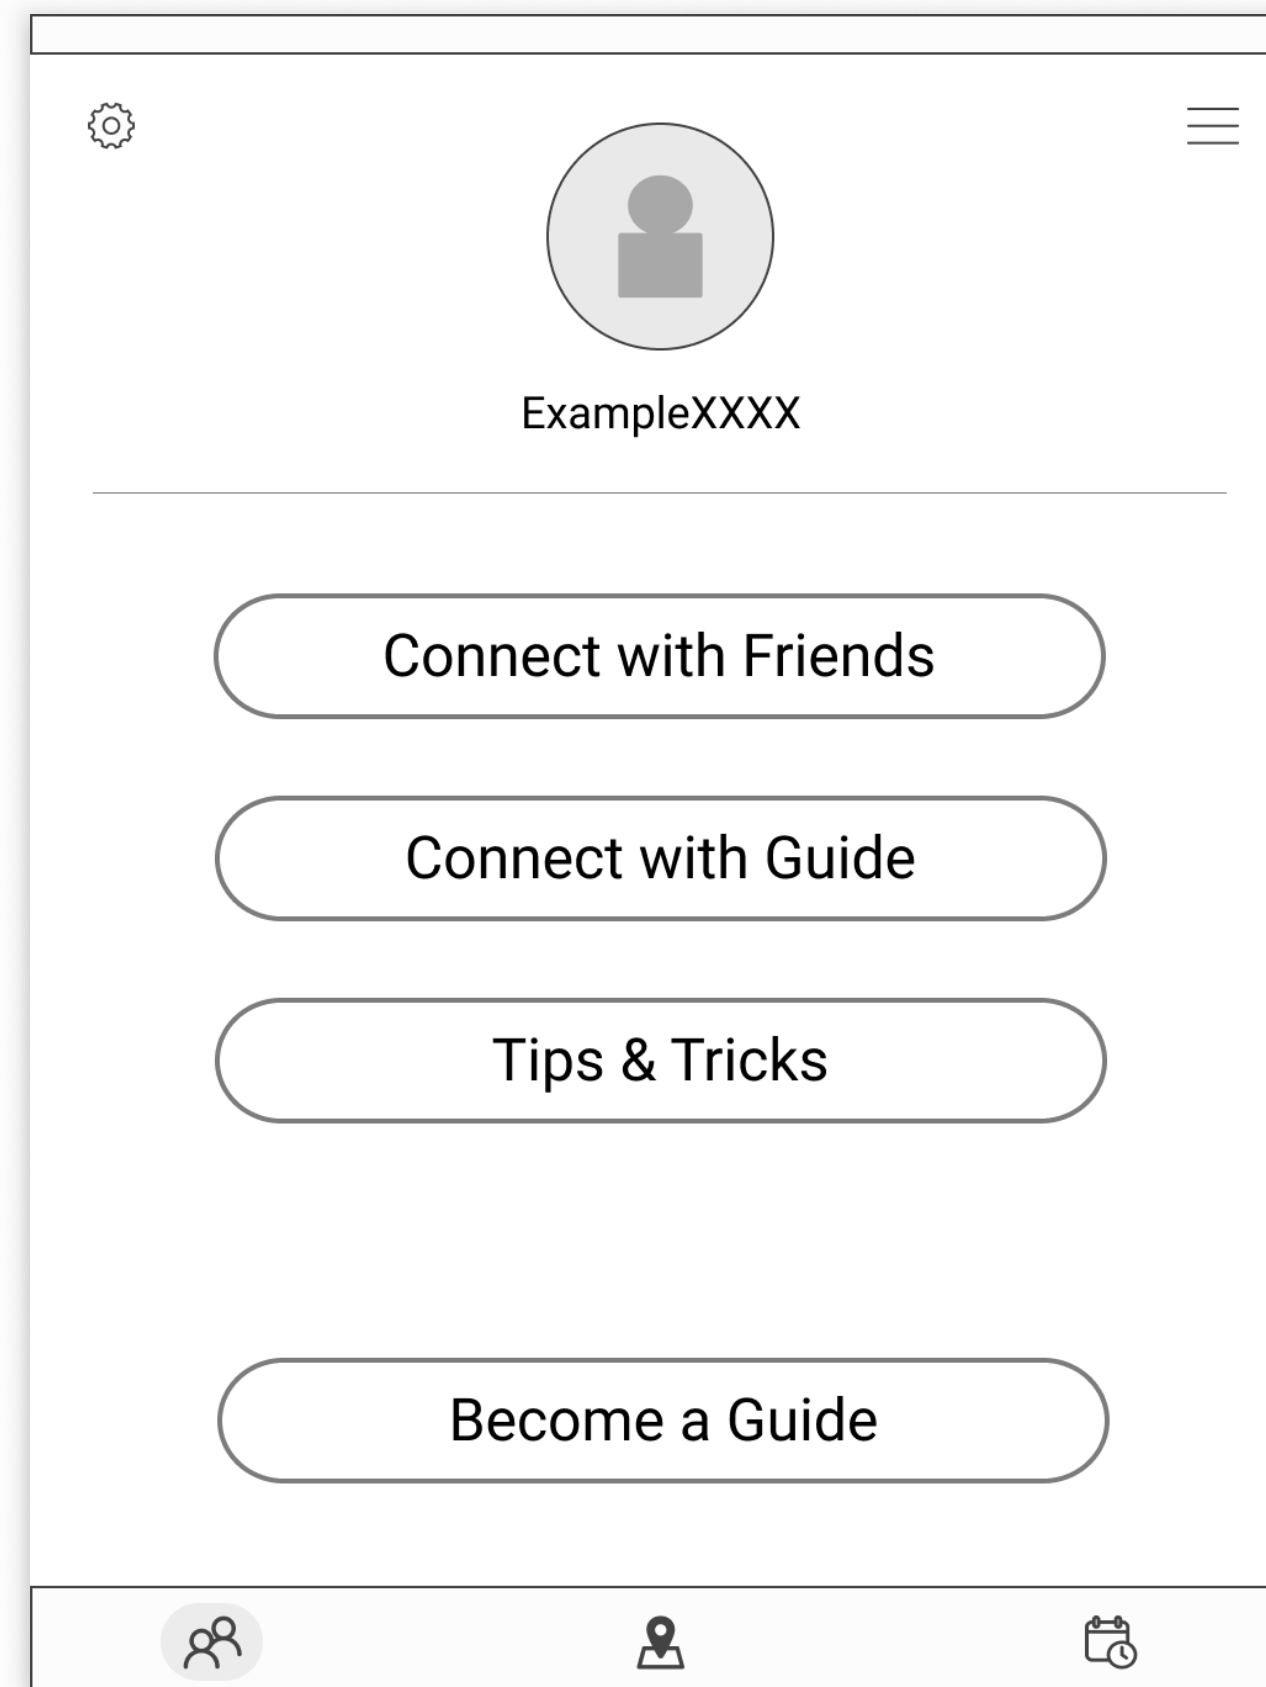 ExampleXXXX
Connect with Friends
Connect with Guide
Tips & Tricks
Become a Guide